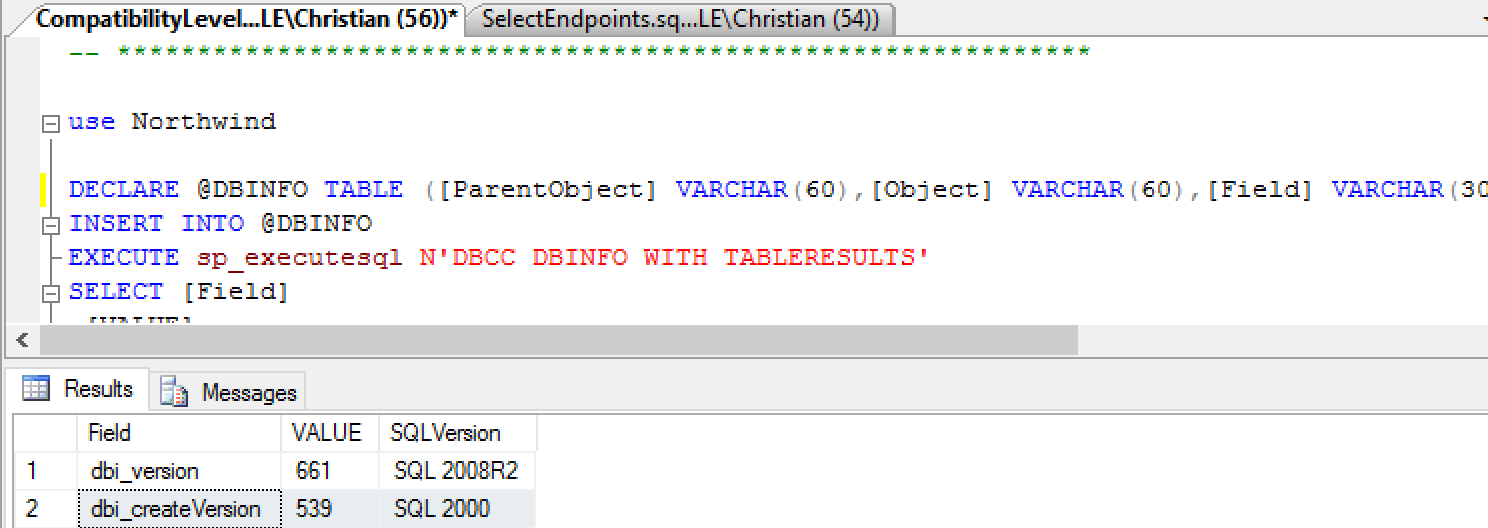 CompatibilityLevel...LE\Christian (56))* SelectEndpoints.sq...LE\Christian (54))
-- *************************************************************
use Northwind
DECLARE @DBINFO TABLE ([ParentObject] VARCHAR(60),[Object] VARCHAR(60),[Field] VARCHAR(30
INSERT INTO @DBINFO
EXECUTE sp_executesql N'DBCC DBINFO WITH TABLERESULTS'
SELECT [Field]
[VALUE]
Results Messages
Field VALUE SQLVersion
1 dbi_version 661 SQL 2008R2
2 dbi_createVersion 539 SQL 2000